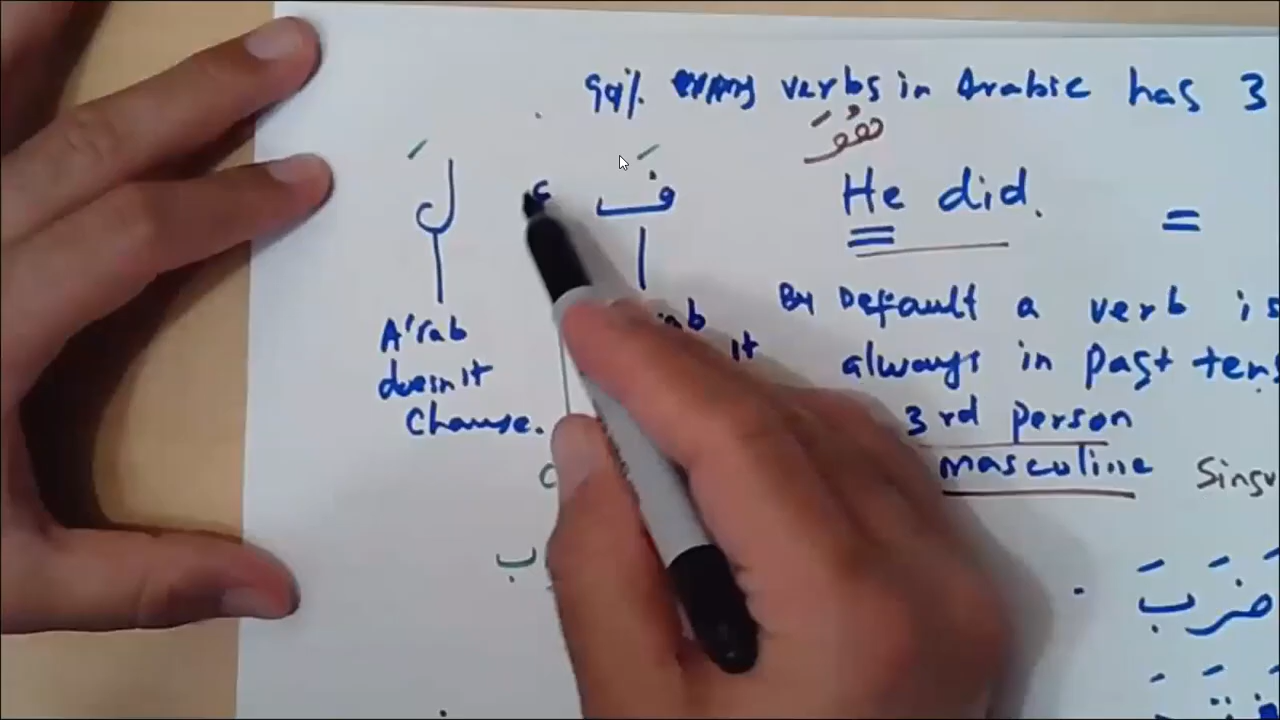 99% verbs in Arabic has 3
هُوَ
He did. =
فَ ع لَ
By Default a verb is
always in past tens
3rd person
masculine Singu
A'rab
doesn't
Change.
it
ب
ضَرَبَ